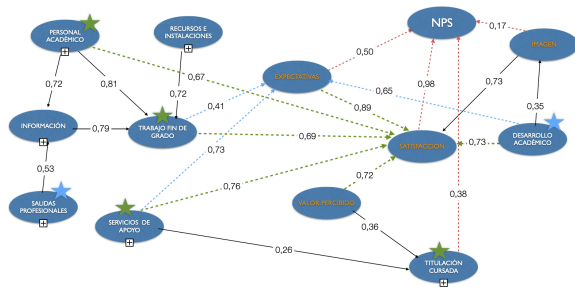 PERSONAL
ACADÉMICO
RECURSOS E
INSTALACIONES
NPS
0,17
IMAGEN
0,50
0,67
EXPECTATIVAS
0,72
0,81
0,72
0,98
0,73
0,65
0,89
0,41
0,35
INFORMACIÓN
0,79
TRABAJO FIN DE
GRADO
0,69
SATISFACCION
0,73
DESARROLLO
ACADÉMICO
0,73
0,53
0,72
0,76
0,38
SALIDAS
PROFESIONALES
VALOR PERCIBIDO
SERVICIOS DE
APOYO
0,36
0,26
TITULACIÓN
CURSADA